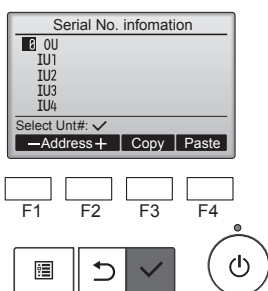 Serial No. infomation
0 OU
IU1
IU2
IU3
IU4
Select Unt#: ✓
−Address+ Copy Paste
F1 F2 F3 F4